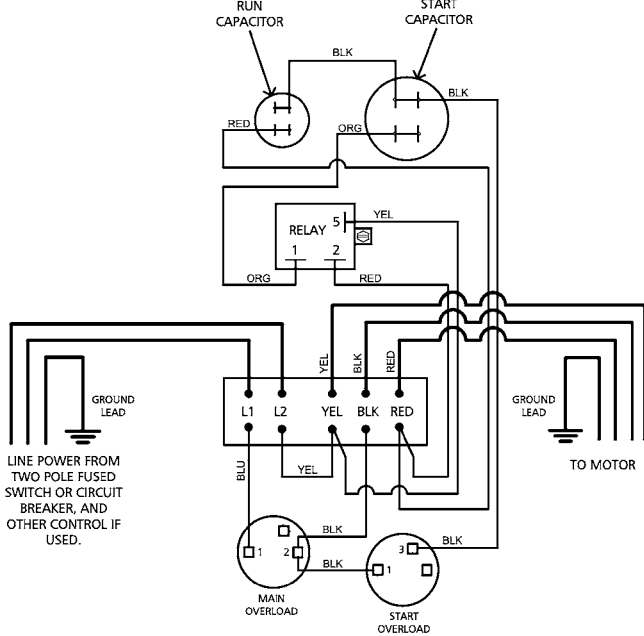 RUN
CAPACITOR
START
CAPACITOR
BLK
BLK
RED
ORG
YEL
5
RELAY
1 2
ORG
RED
YEL
BLK
RED
L1 L2 YEL BLK RED
GROUND
LEAD
GROUND
LEAD
LINE POWER FROM
TWO POLE FUSED
SWITCH OR CIRCUIT
BREAKER, AND
OTHER CONTROL IF
USED.
TO MOTOR
BLU
YEL
BLK
BLK
BLK
1 2
3
1
MAIN
OVERLOAD
START
OVERLOAD